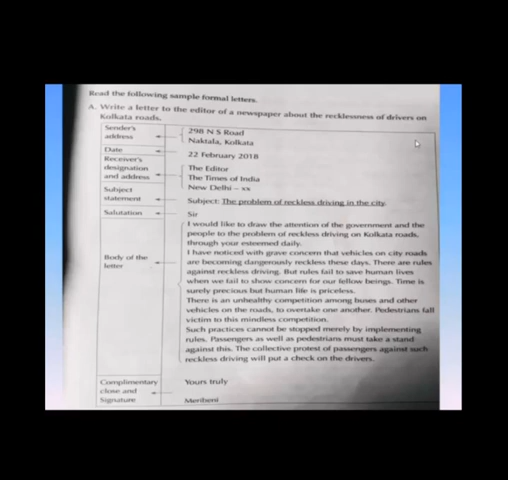 Read the following sample formal letters.
A. Write a letter to the editor of a newspaper about the recklessness of drivers on
Kolkata roads.
Sender's
address
298 N S Road
Naktala, Kolkata
Date
22 February 2018
Receiver's
designation
and address
The Editor
The Times of India
New Delhi – xx
Subject
statement
Subject: The problem of reckless driving in the city
Salutation
Sir
Body of the
letter
I would like to draw the attention of the government and the
people to the problem of reckless driving on Kolkata roads,
through your esteemed daily.
I have noticed with grave concern that vehicles on city roads
are becoming dangerously reckless these days. There are rules
against reckless driving. But rules fail to save human lives
when we fail to show concern for our fellow beings. Time is
surely precious but human life is priceless.
There is an unhealthy competition among buses and other
vehicles on the roads, to overtake one another. Pedestrians fall
victim to this mindless competition.
Such practices cannot be stopped merely by implementing
rules. Passengers as well as pedestrians must take a stand
against this. The collective protest of passengers against such
reckless driving will put a check on the drivers.
Complimentary
close and
Signature
Yours truly
Meribeni